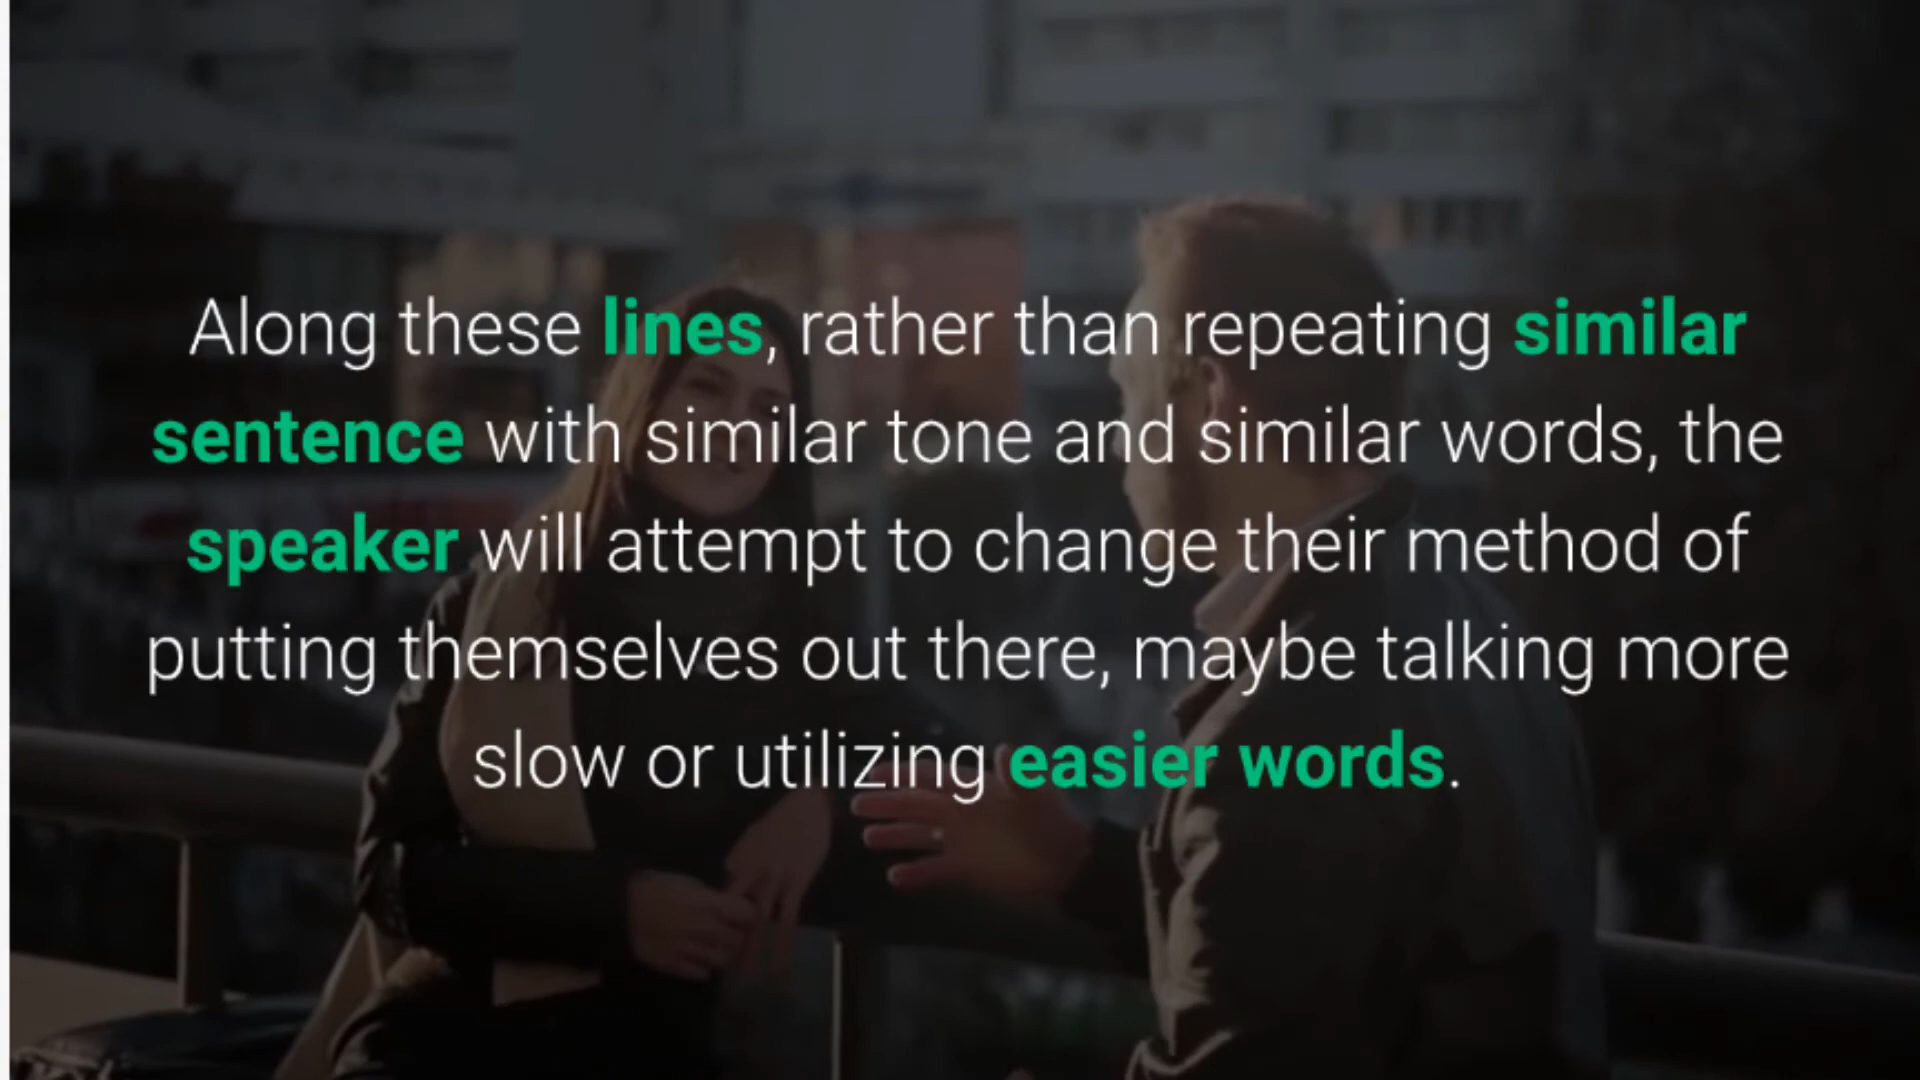 Along these lines, rather than repeating similar
sentence with similar tone and similar words, the
speaker will attempt to change their method of
putting themselves out there, maybe talking more
slow or utilizing easier words.